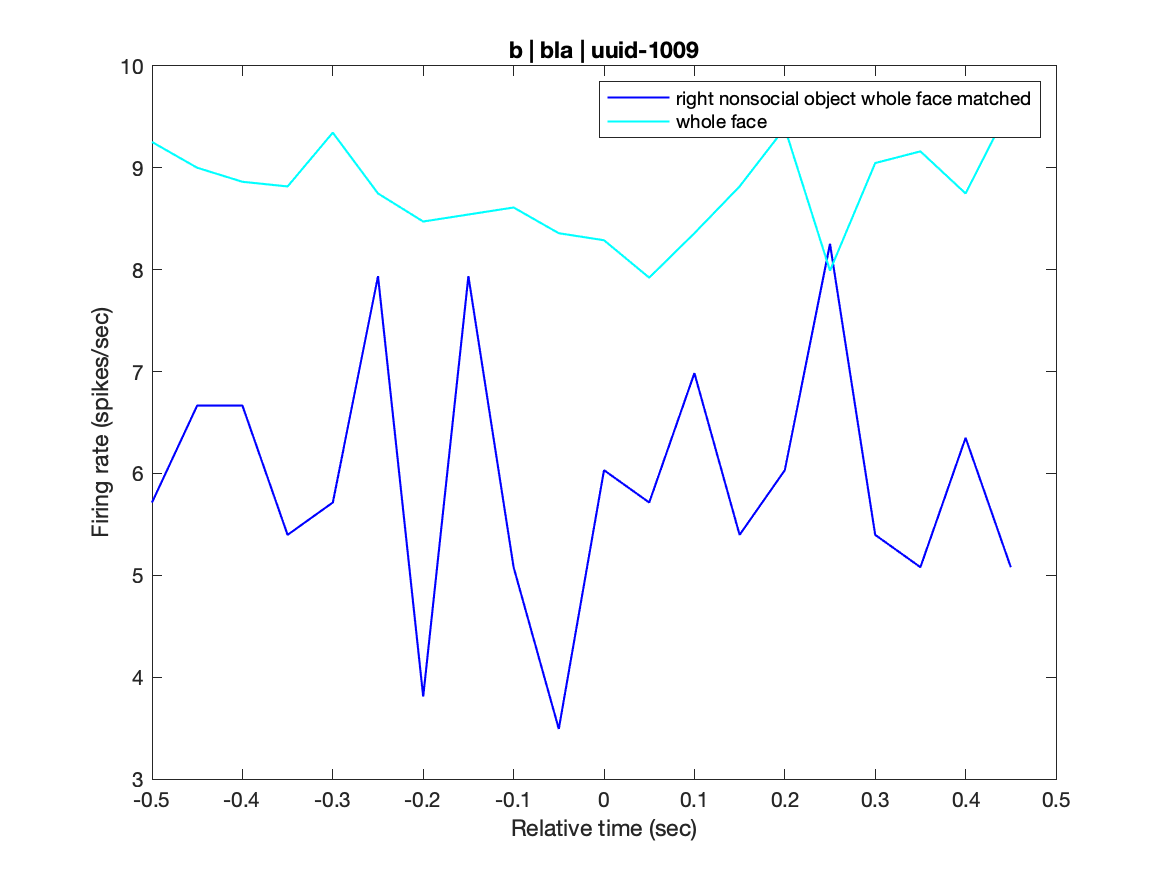 b | bla | uuid-1009
right nonsocial object whole face matched
whole face
10
9
8
7
6
5
4
3
Firing rate (spikes/sec)
-0.5 -0.4 -0.3 -0.2 -0.1 0 0.1 0.2 0.3 0.4 0.5
Relative time (sec)